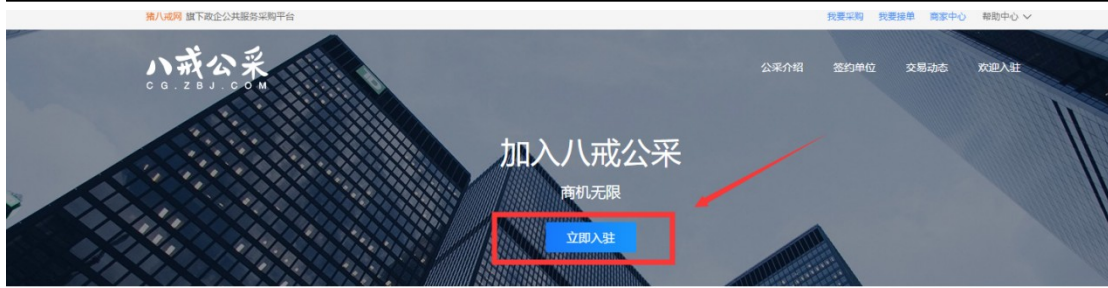 猪八戒网 旗下政企公共服务采购平台 我要采购 我要接单 商家中心 帮助中心
八戒公采 公采介绍 签约单位 交易动态 欢迎入驻
CG.ZBJ.COM
加入八戒公采
商机无限
立即入驻